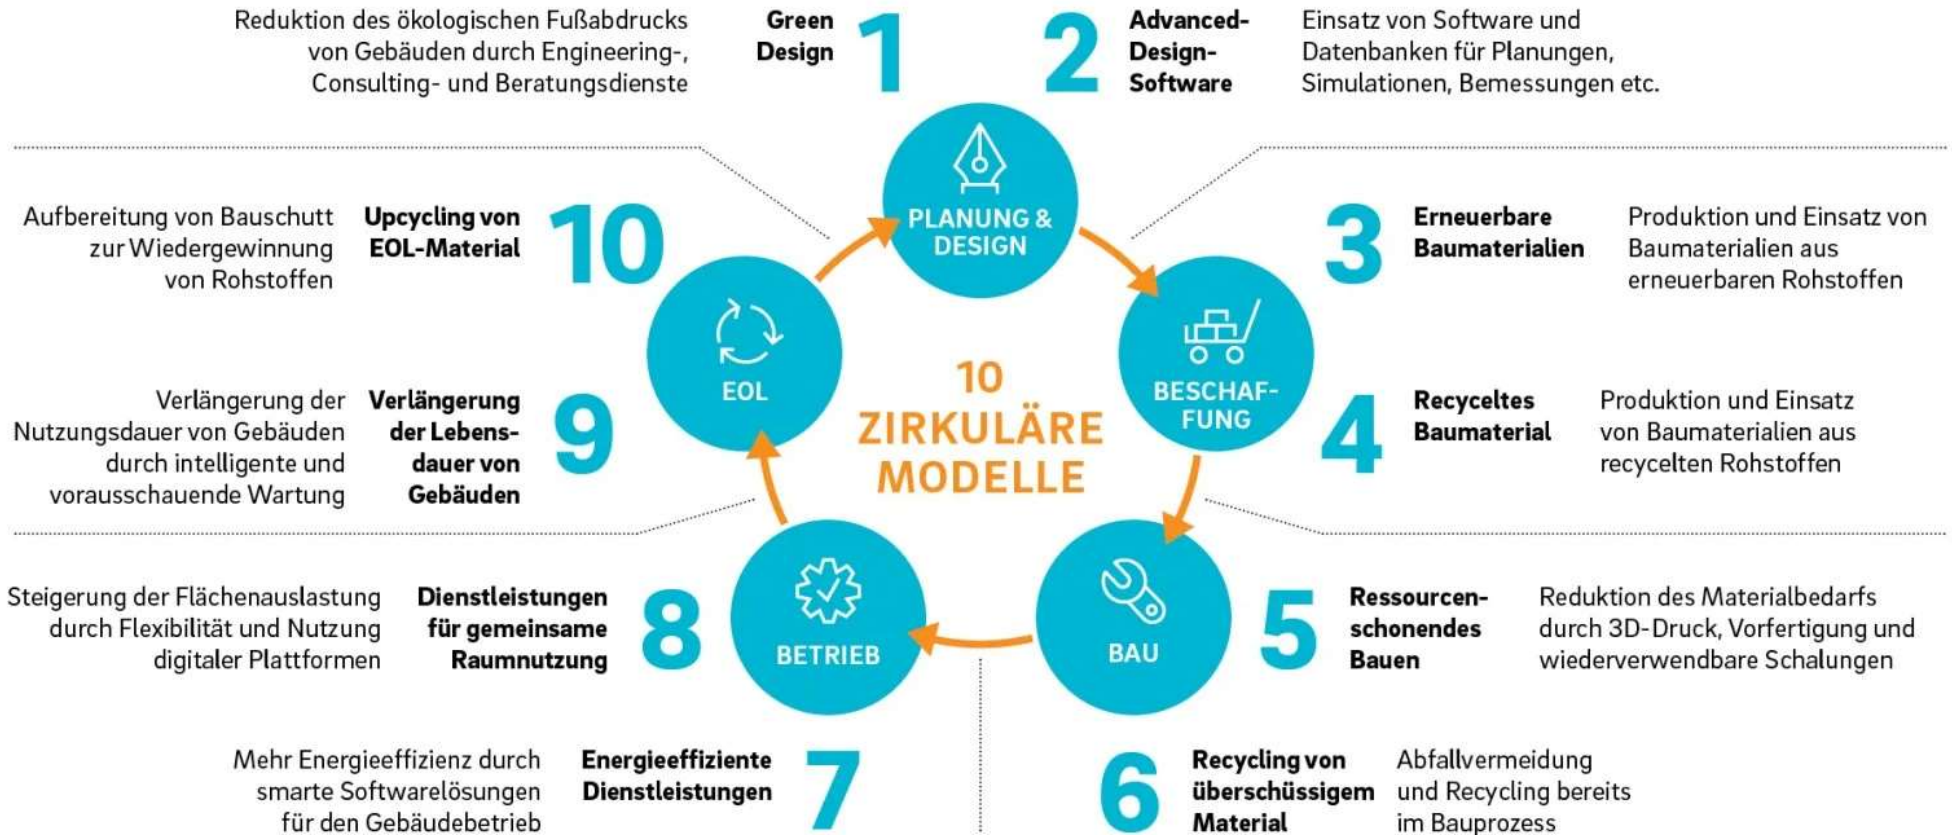 Reduktion des ökologischen Fußabdrucks
von Gebäuden durch Engineering-,
Consulting- und Beratungsdienste
Green
Design
1
2
Advanced-
Design-
Software
Einsatz von Software und
Datenbanken für Planungen,
Simulationen, Bemessungen etc.
PLANUNG &
DESIGN
3
Erneuerbare
Baumaterialien
Produktion und Einsatz von
Baumaterialien aus
erneuerbaren Rohstoffen
BESCHAF-
FUNG
4
Recyceltes
Baumaterial
Produktion und Einsatz
von Baumaterialien aus
recycelten Rohstoffen
5
Ressourcen-
schonendes
Bauen
Reduktion des Materialbedarfs
durch 3D-Druck, Vorfertigung und
wiederverwendbare Schalungen
BAU
6
Recycling von
überschüssigem
Material
Abfallvermeidung
und Recycling bereits
im Bauprozess
Mehr Energieeffizienz durch
smarte Softwarelösungen
für den Gebäudebetrieb
Energieeffiziente
Dienstleistungen
7
BETRIEB
Steigerung der Flächenauslastung
durch Flexibilität und Nutzung
digitaler Plattformen
Dienstleistungen
für gemeinsame
Raumnutzung
8
Verlängerung der
Nutzungsdauer von Gebäuden
durch intelligente und
vorausschauende Wartung
Verlängerung
der Lebens-
dauer von
Gebäuden
9
EOL
Aufbereitung von Bauschutt
zur Wiedergewinnung
von Rohstoffen
Upcycling von
EOL-Material
10
10
ZIRKULÄRE
MODELLE